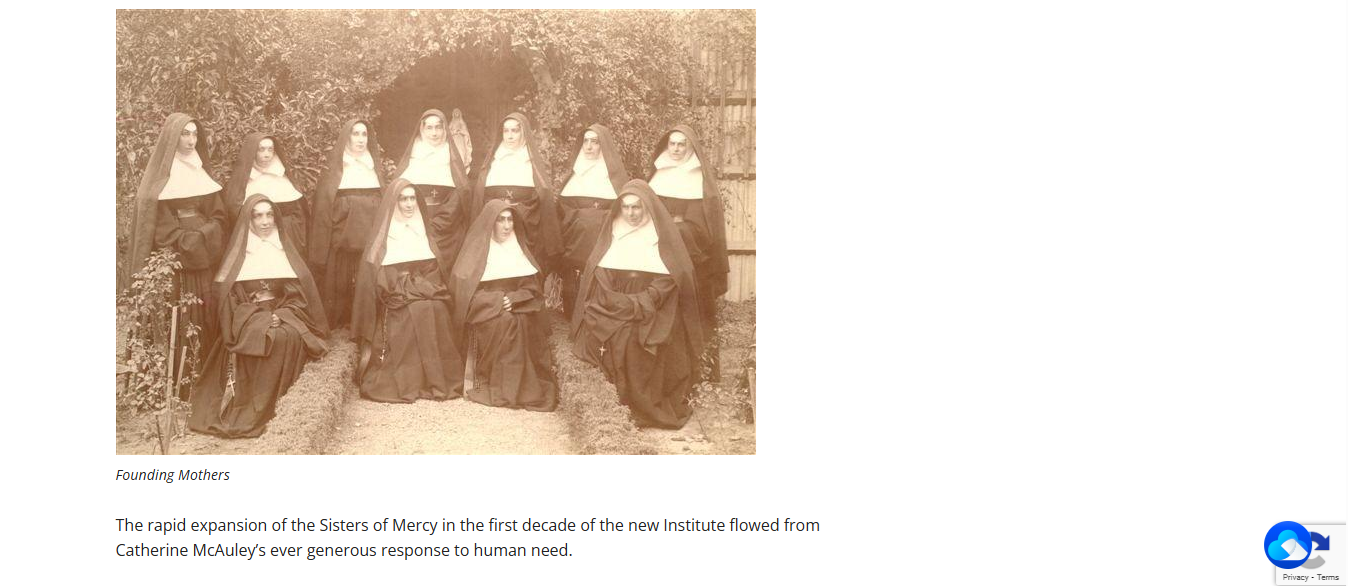 Founding Mothers
The rapid expansion of the Sisters of Mercy in the first decade of the new Institute flowed from
Catherine McAuley’s ever generous response to human need.
Privacy - Terms